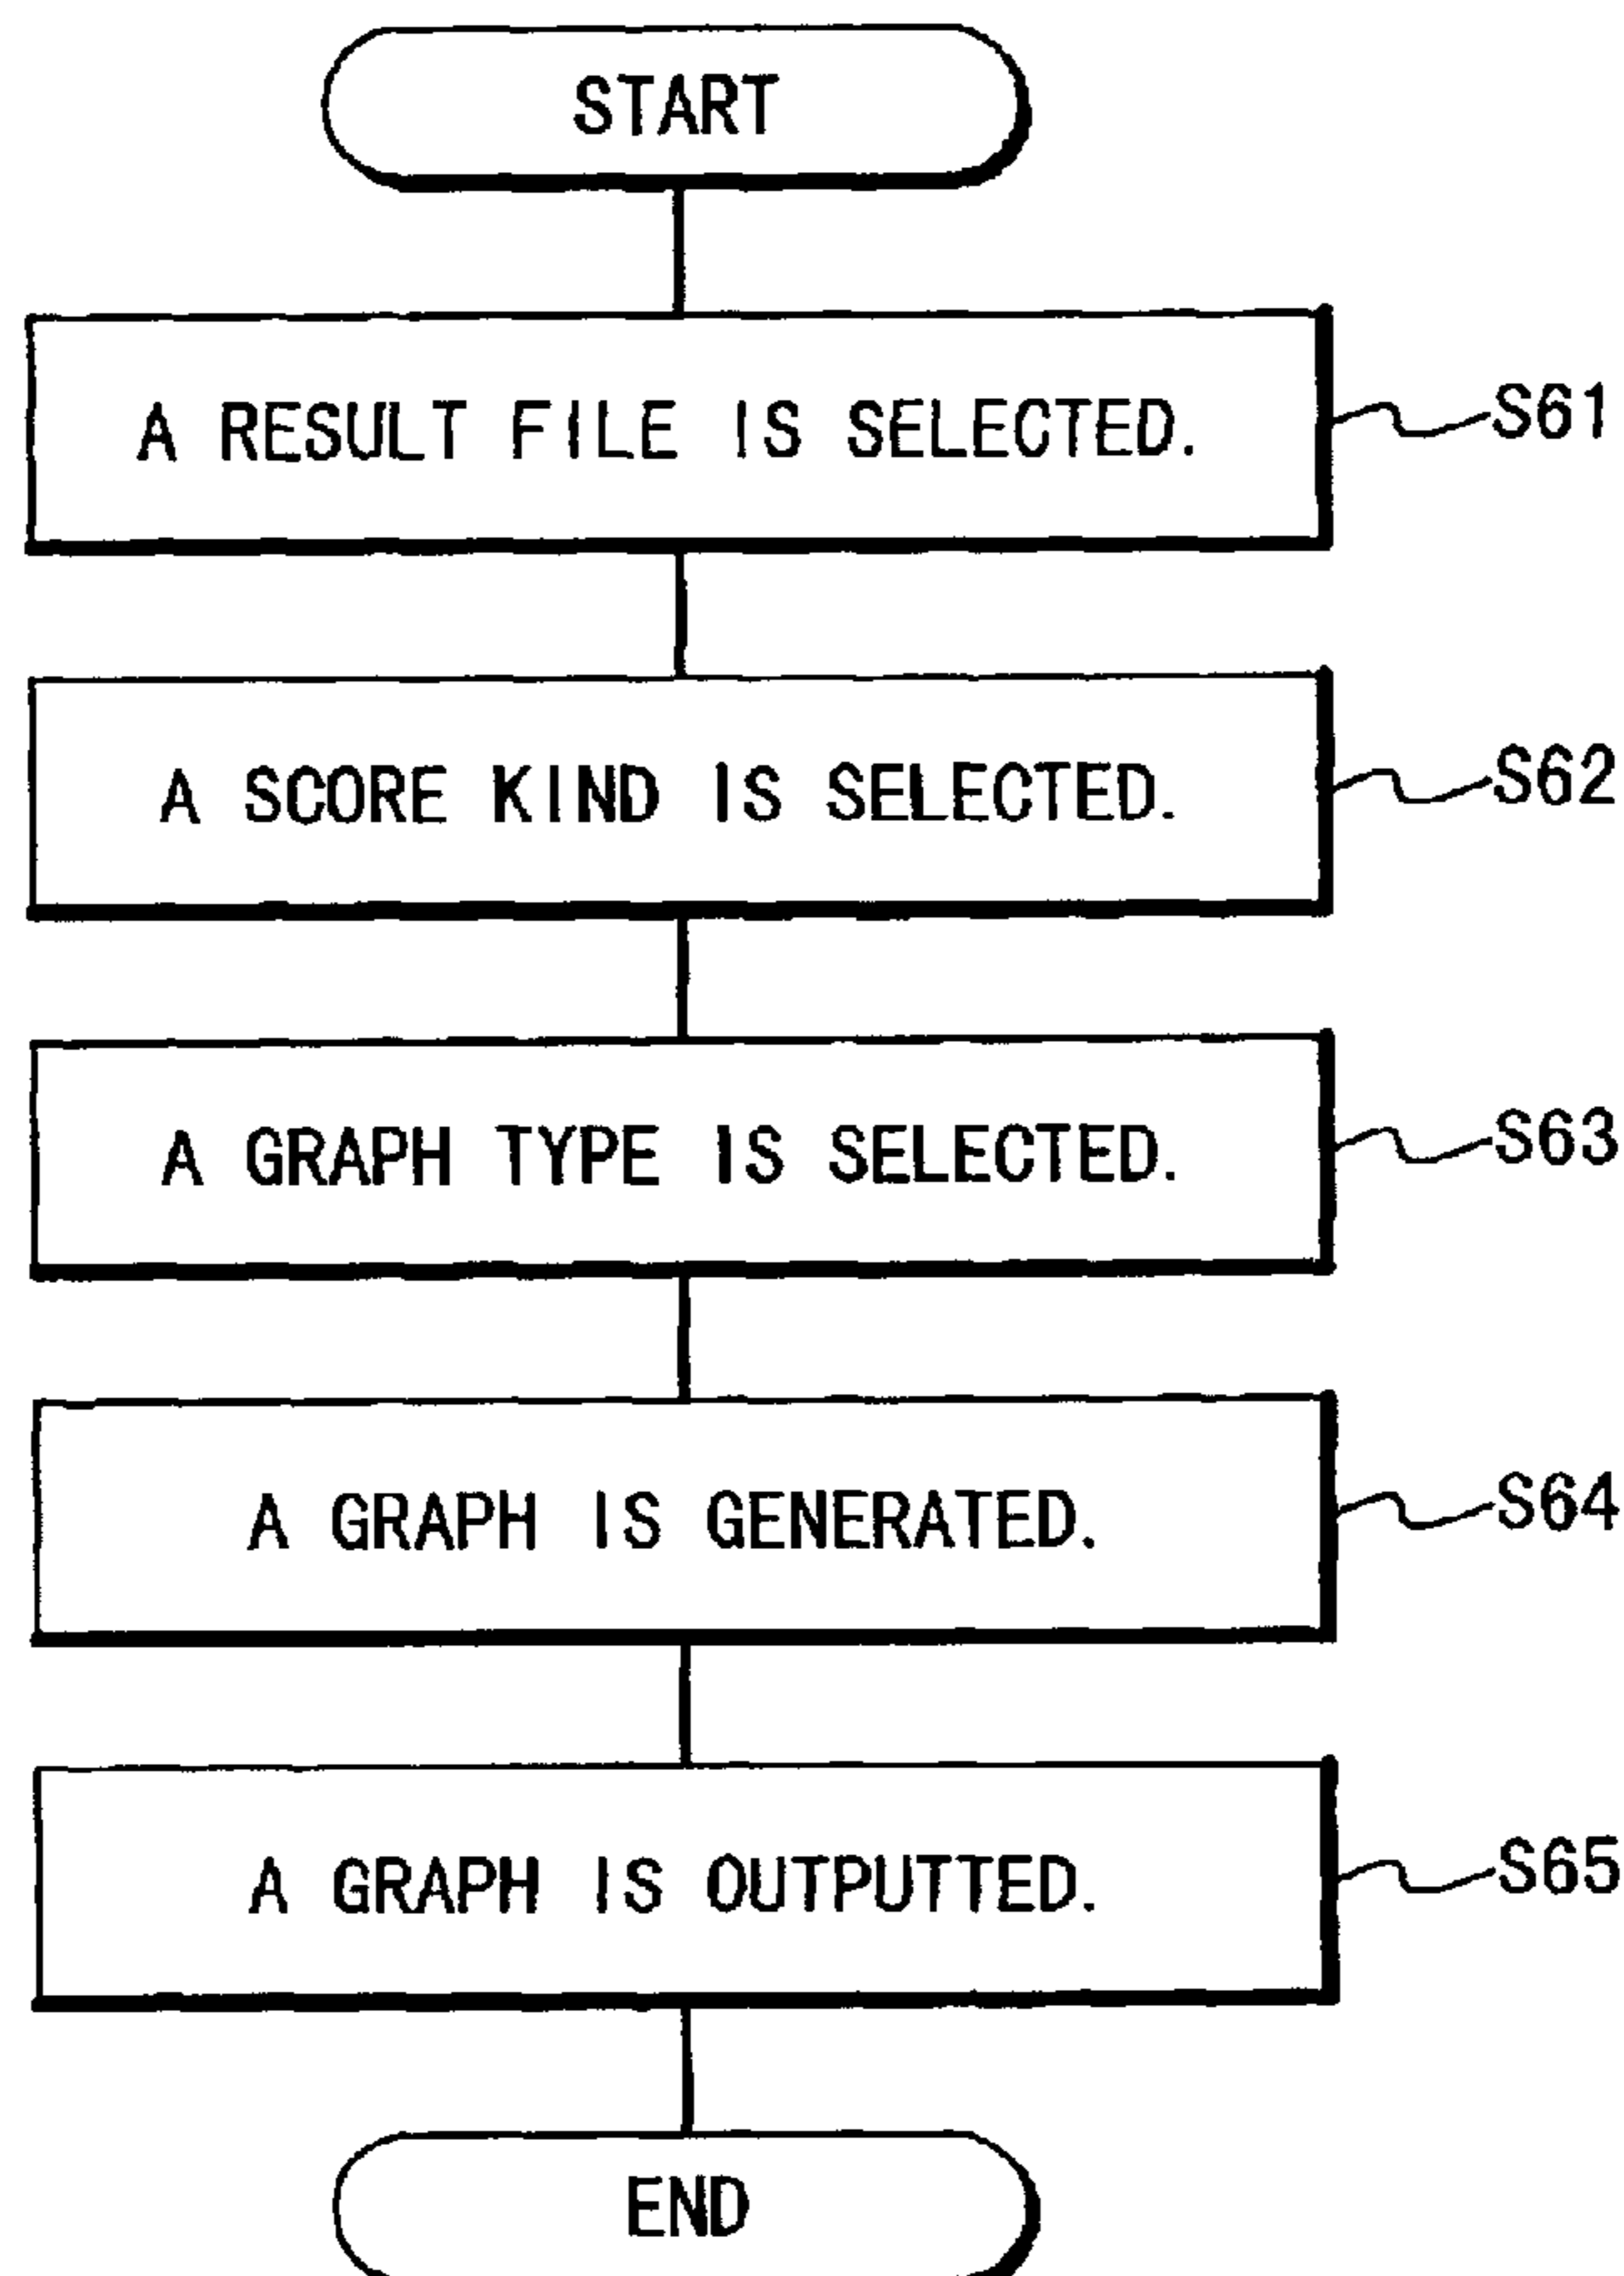 START
A RESULT FILE IS SELECTED.
S61
A SCORE KIND IS SELECTED.
S62
A GRAPH TYPE IS SELECTED.
S63
A GRAPH IS GENERATED.
S64
A GRAPH IS OUTPUTTED.
S65
END